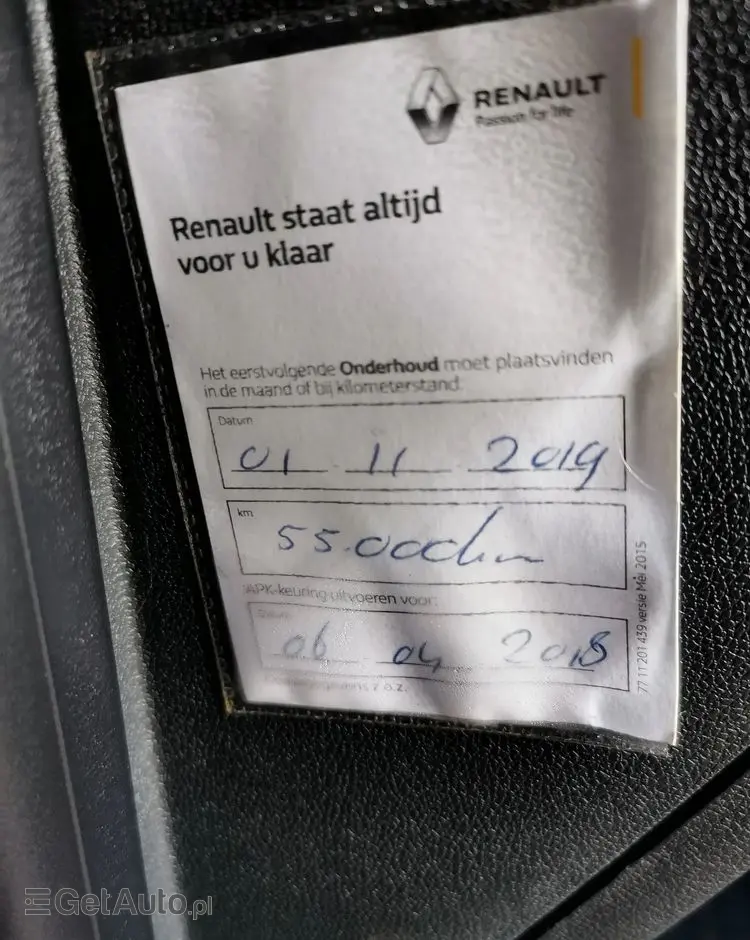 RENAULT
Passion for life
Renault staat altijd
voor u klaar
Het eerstvolgende Onderhoud moet plaatsvinden
in de maand of bij kilometerstand:
Datum
01 11 2019
km
55.000km
APK-keuring uitvoeren voor:
Datum
06 04 2018
z.o.z.
77 11 201 439 versie Mei 2015
GetAuto.pl